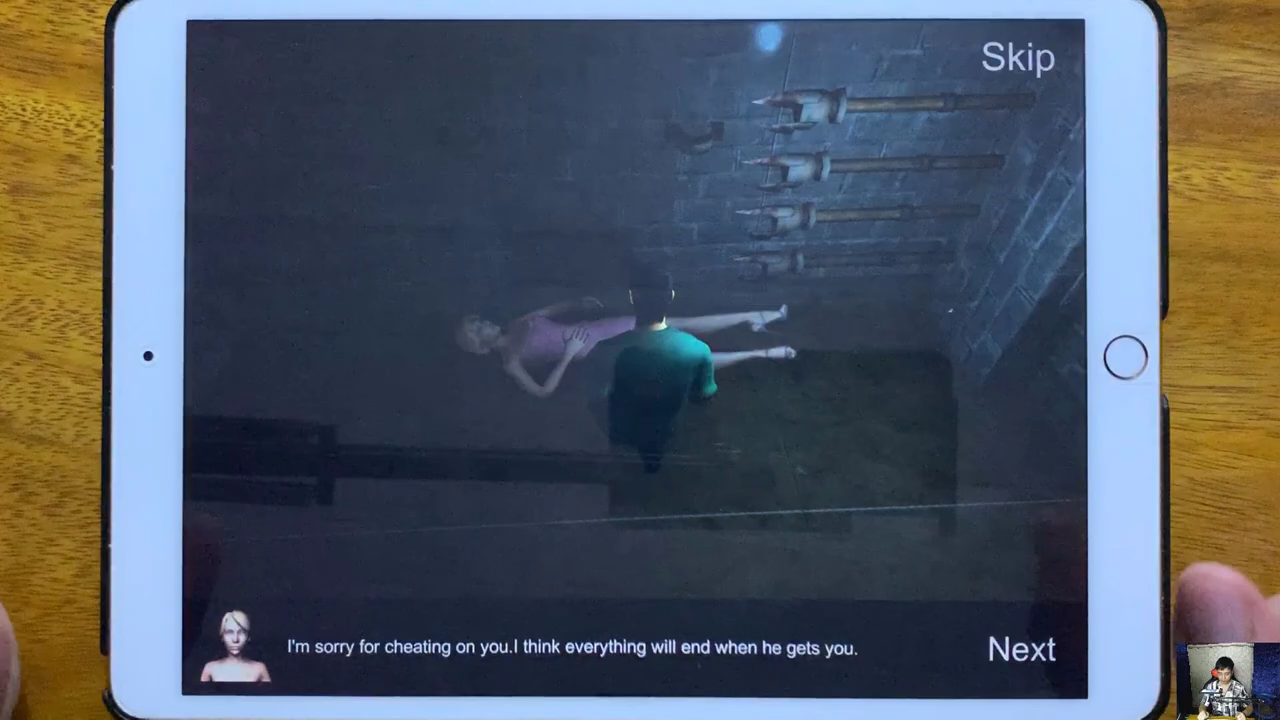 Skip
I'm sorry for cheating on you.I think everything will end when he gets you.
Next